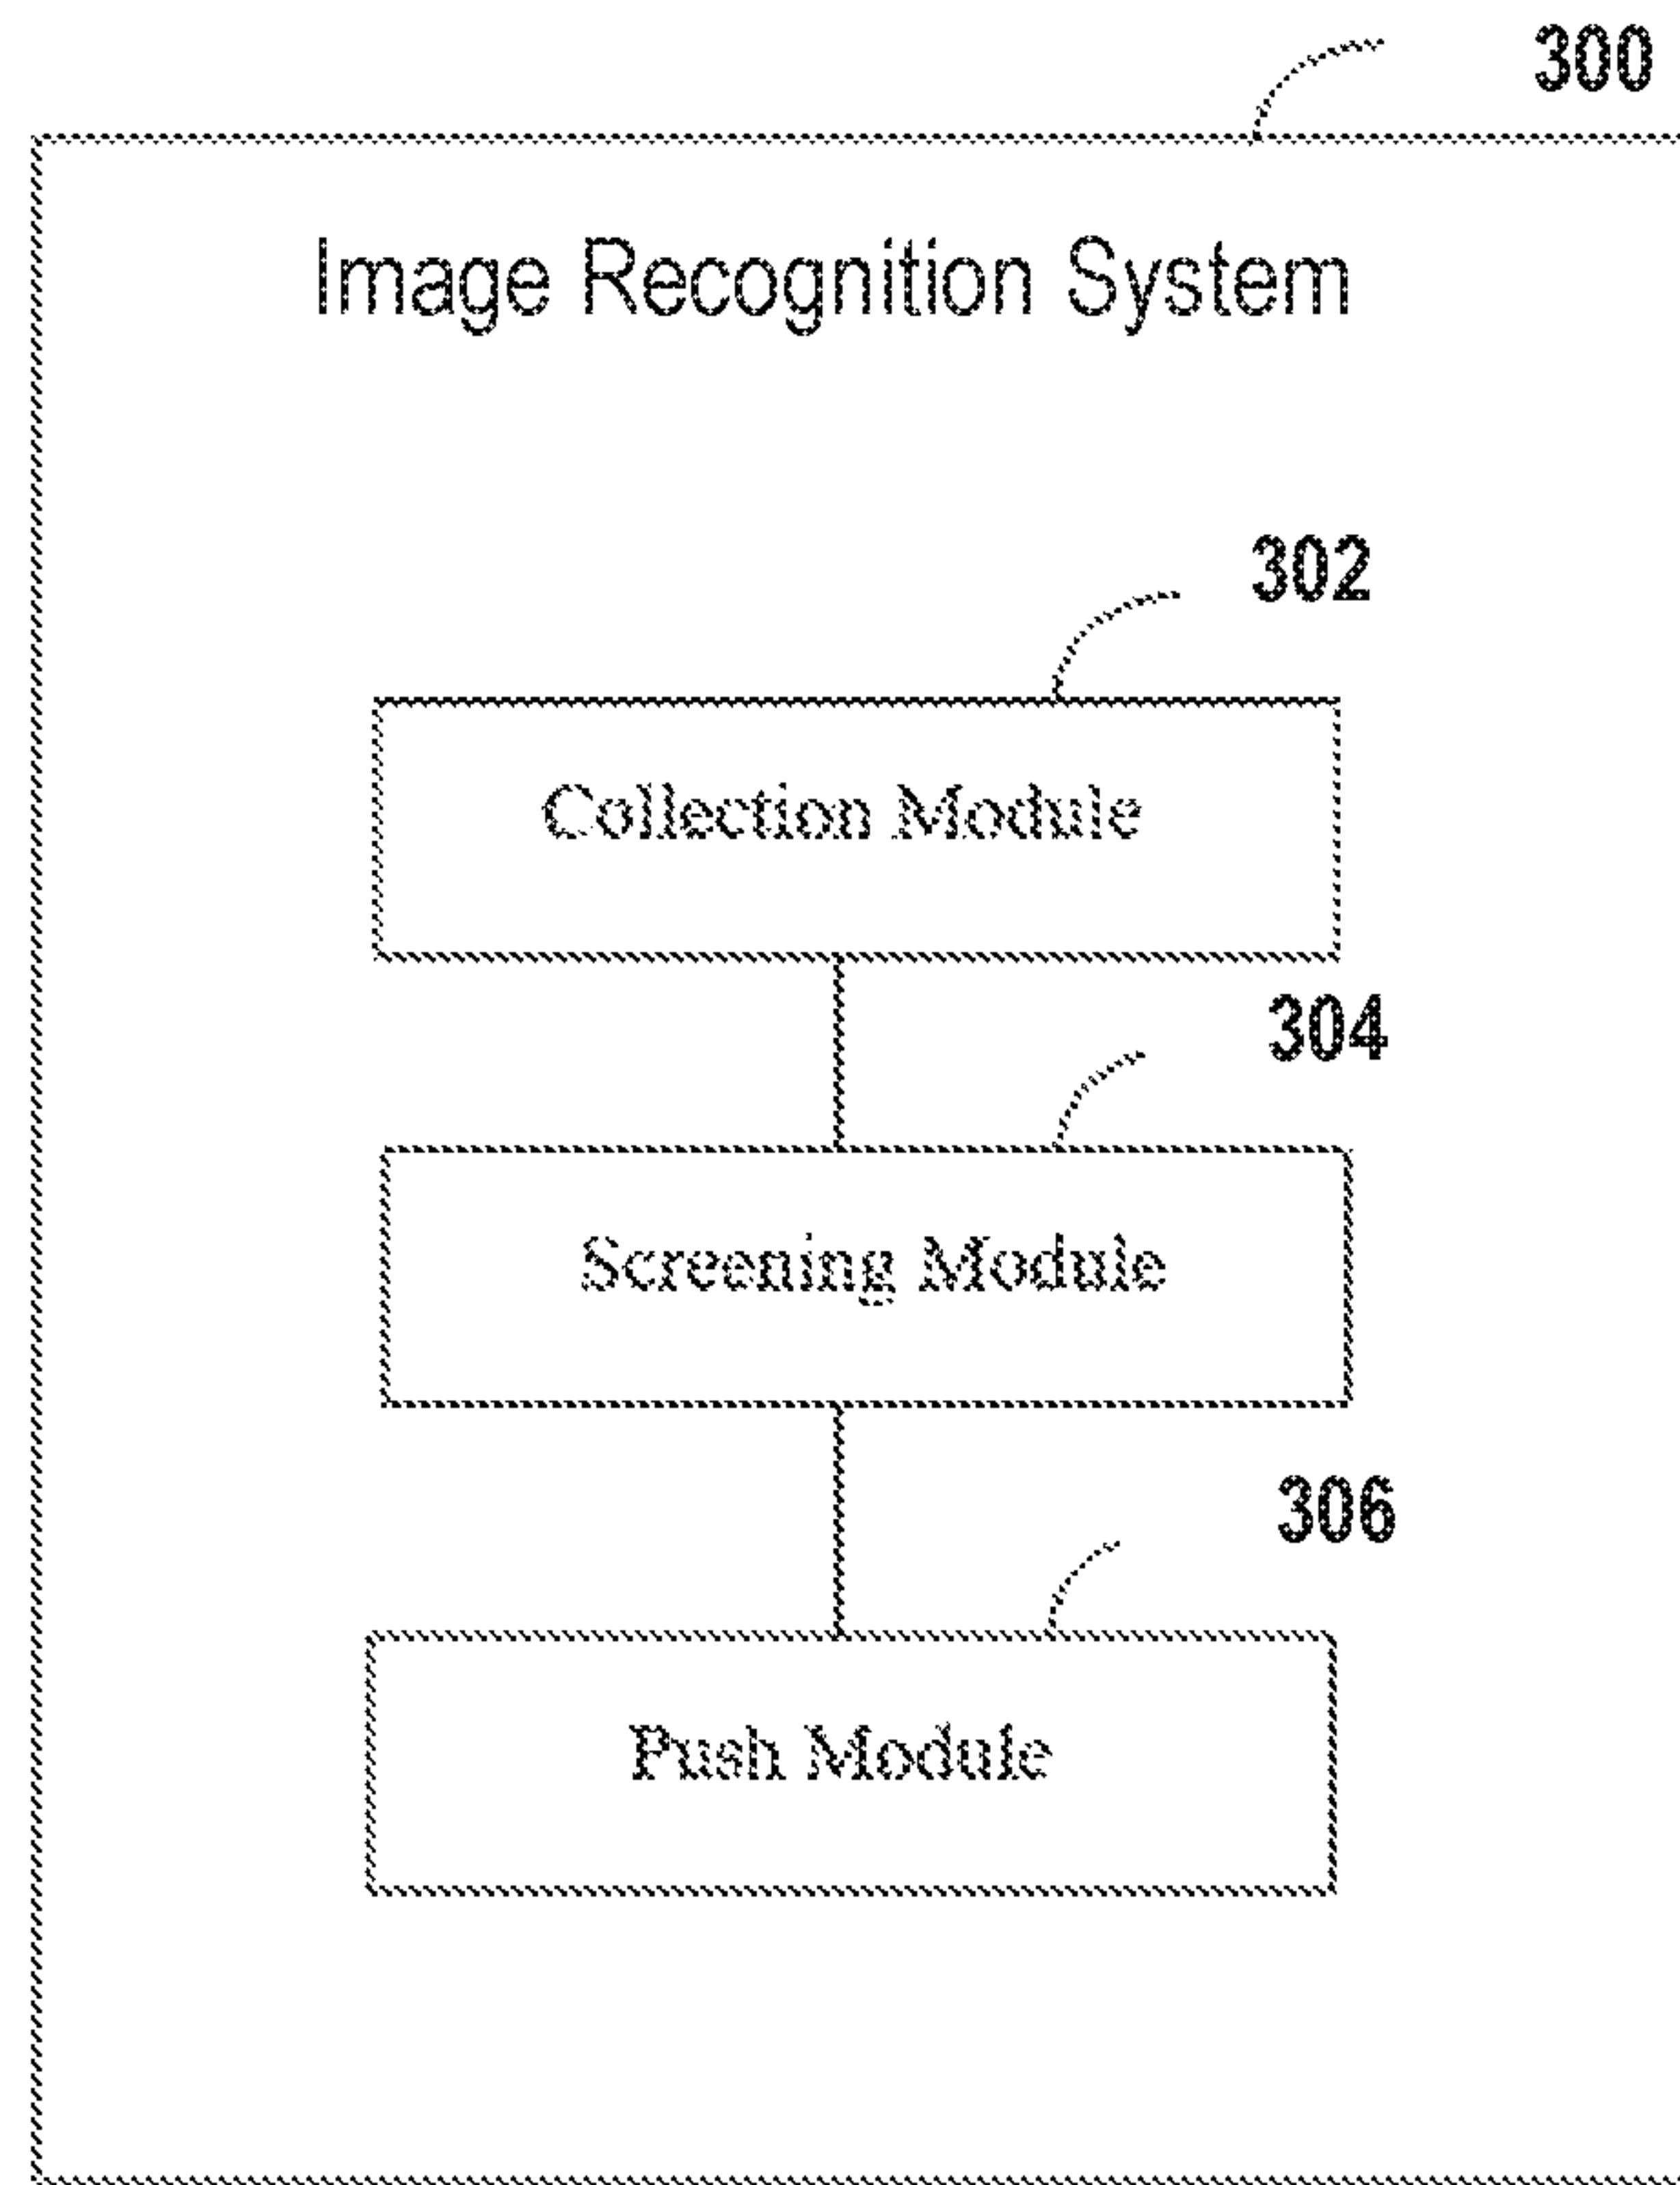 300
Image Recognition System
302
Collection Module
304
Screening Module
306
Push Module